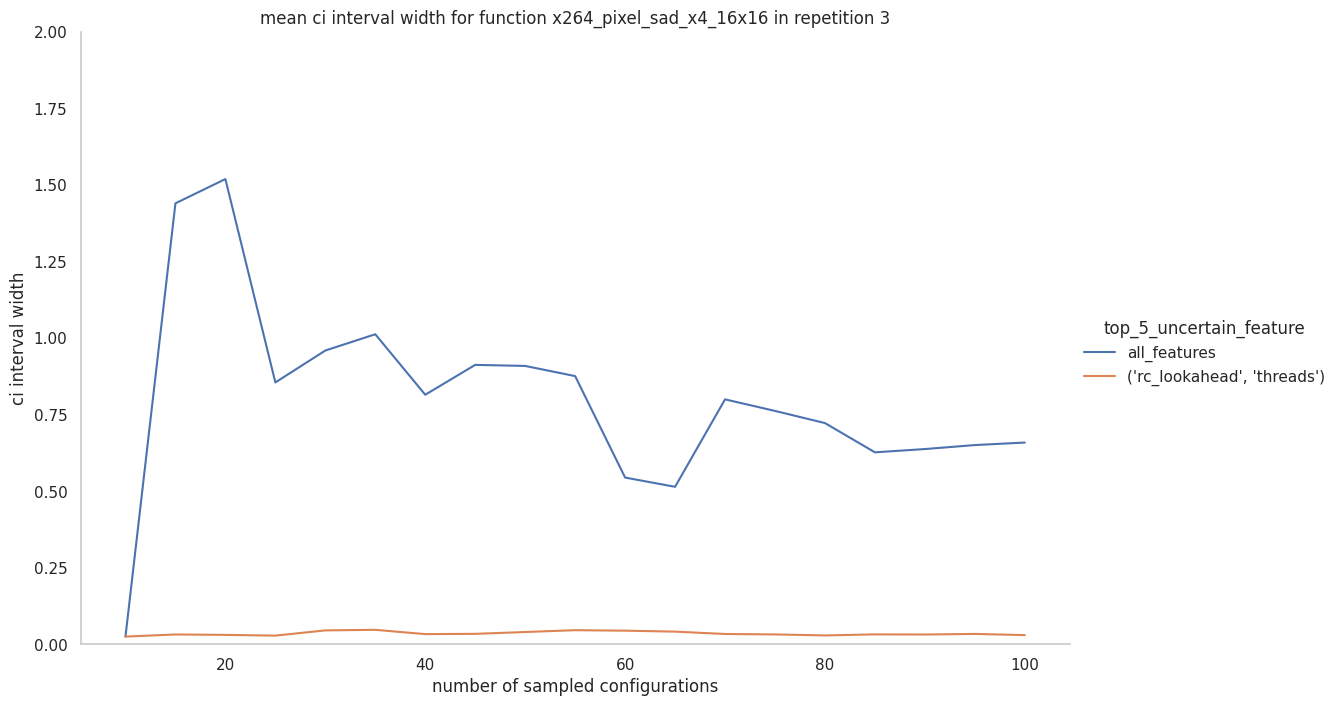 mean ci interval width for function x264_pixel_sad_x4_16x16 in repetition 3
2.00
1.75
1.50
1.25
1.00
0.75
0.50
0.25
0.00
ci interval width
20
40
60
80
100
number of sampled configurations
top_5_uncertain_feature
all_features
('rc_lookahead', 'threads')